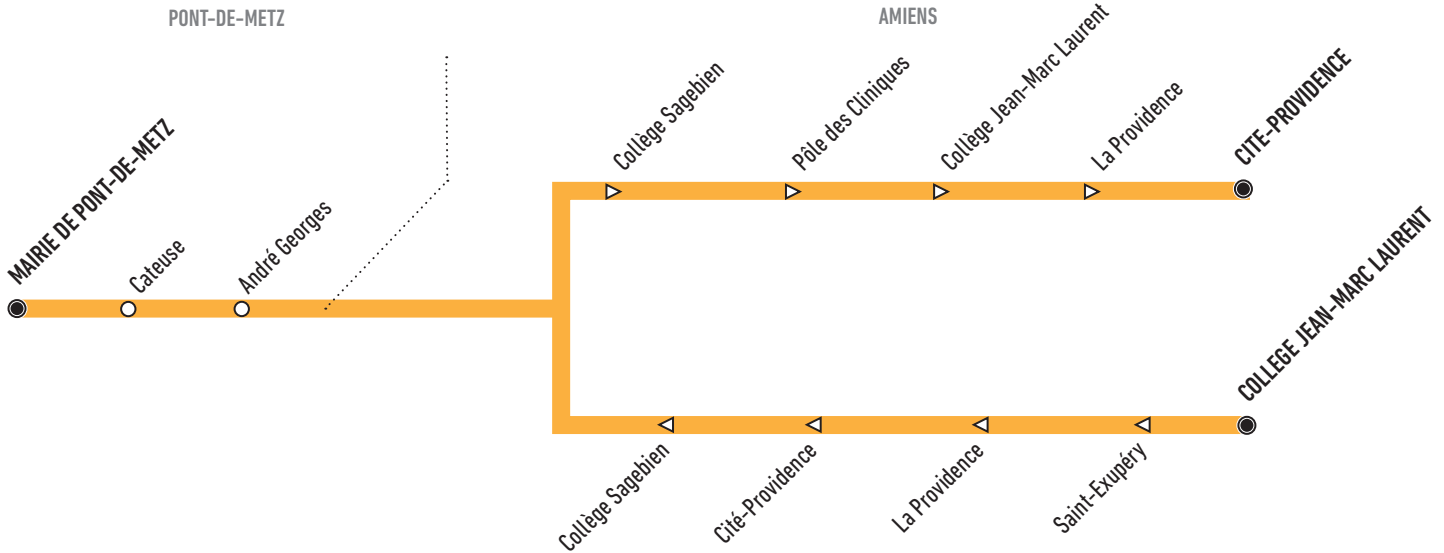 PONT-DE-METZ
AMIENS
MAIRIE DE PONT-DE-METZ
Cateuse
André Georges
Collège Sagebien
Pôle des Cliniques
Collège Jean-Marc Laurent
La Providence
CITE-PROVIDENCE
COLLEGE JEAN-MARC LAURENT
Collège Sagebien
Cité-Providence
La Providence
Saint-Exupéry